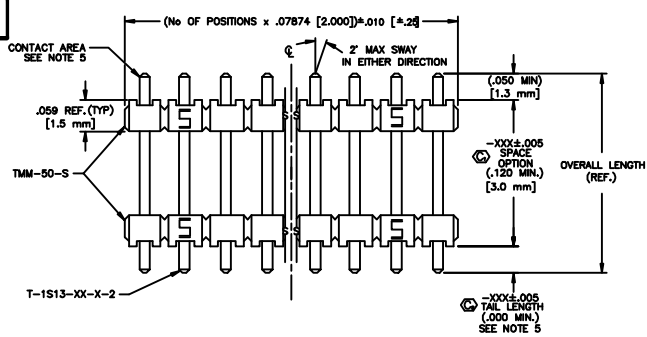 (No OF POSITIONS x .07874 [2.000])±.010 [±.25]
CONTACT AREA
SEE NOTE 5
℄
2° MAX SWAY
IN EITHER DIRECTION
(.050 MIN)
[1.3 mm]
.059 REF.(TYP)
[1.5 mm]
S
S
S S
C1 -XXX±.005
SPACE
OPTION
(.120 MIN.)
[3.0 mm]
OVERALL LENGTH
(REF.)
TMM-50-S
S
S
S S
T-1S13-XX-X-2
C1 -XXX±.005
TAIL LENGTH
(.000 MIN.)
SEE NOTE 5